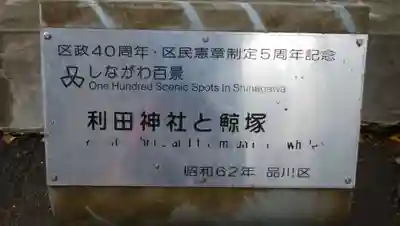 区政40周年・区民憲章制定5周年記念
しながわ百景
One Hundred Scenic Spots in Shinagawa
利田神社と鯨塚
昭和62年 品川区